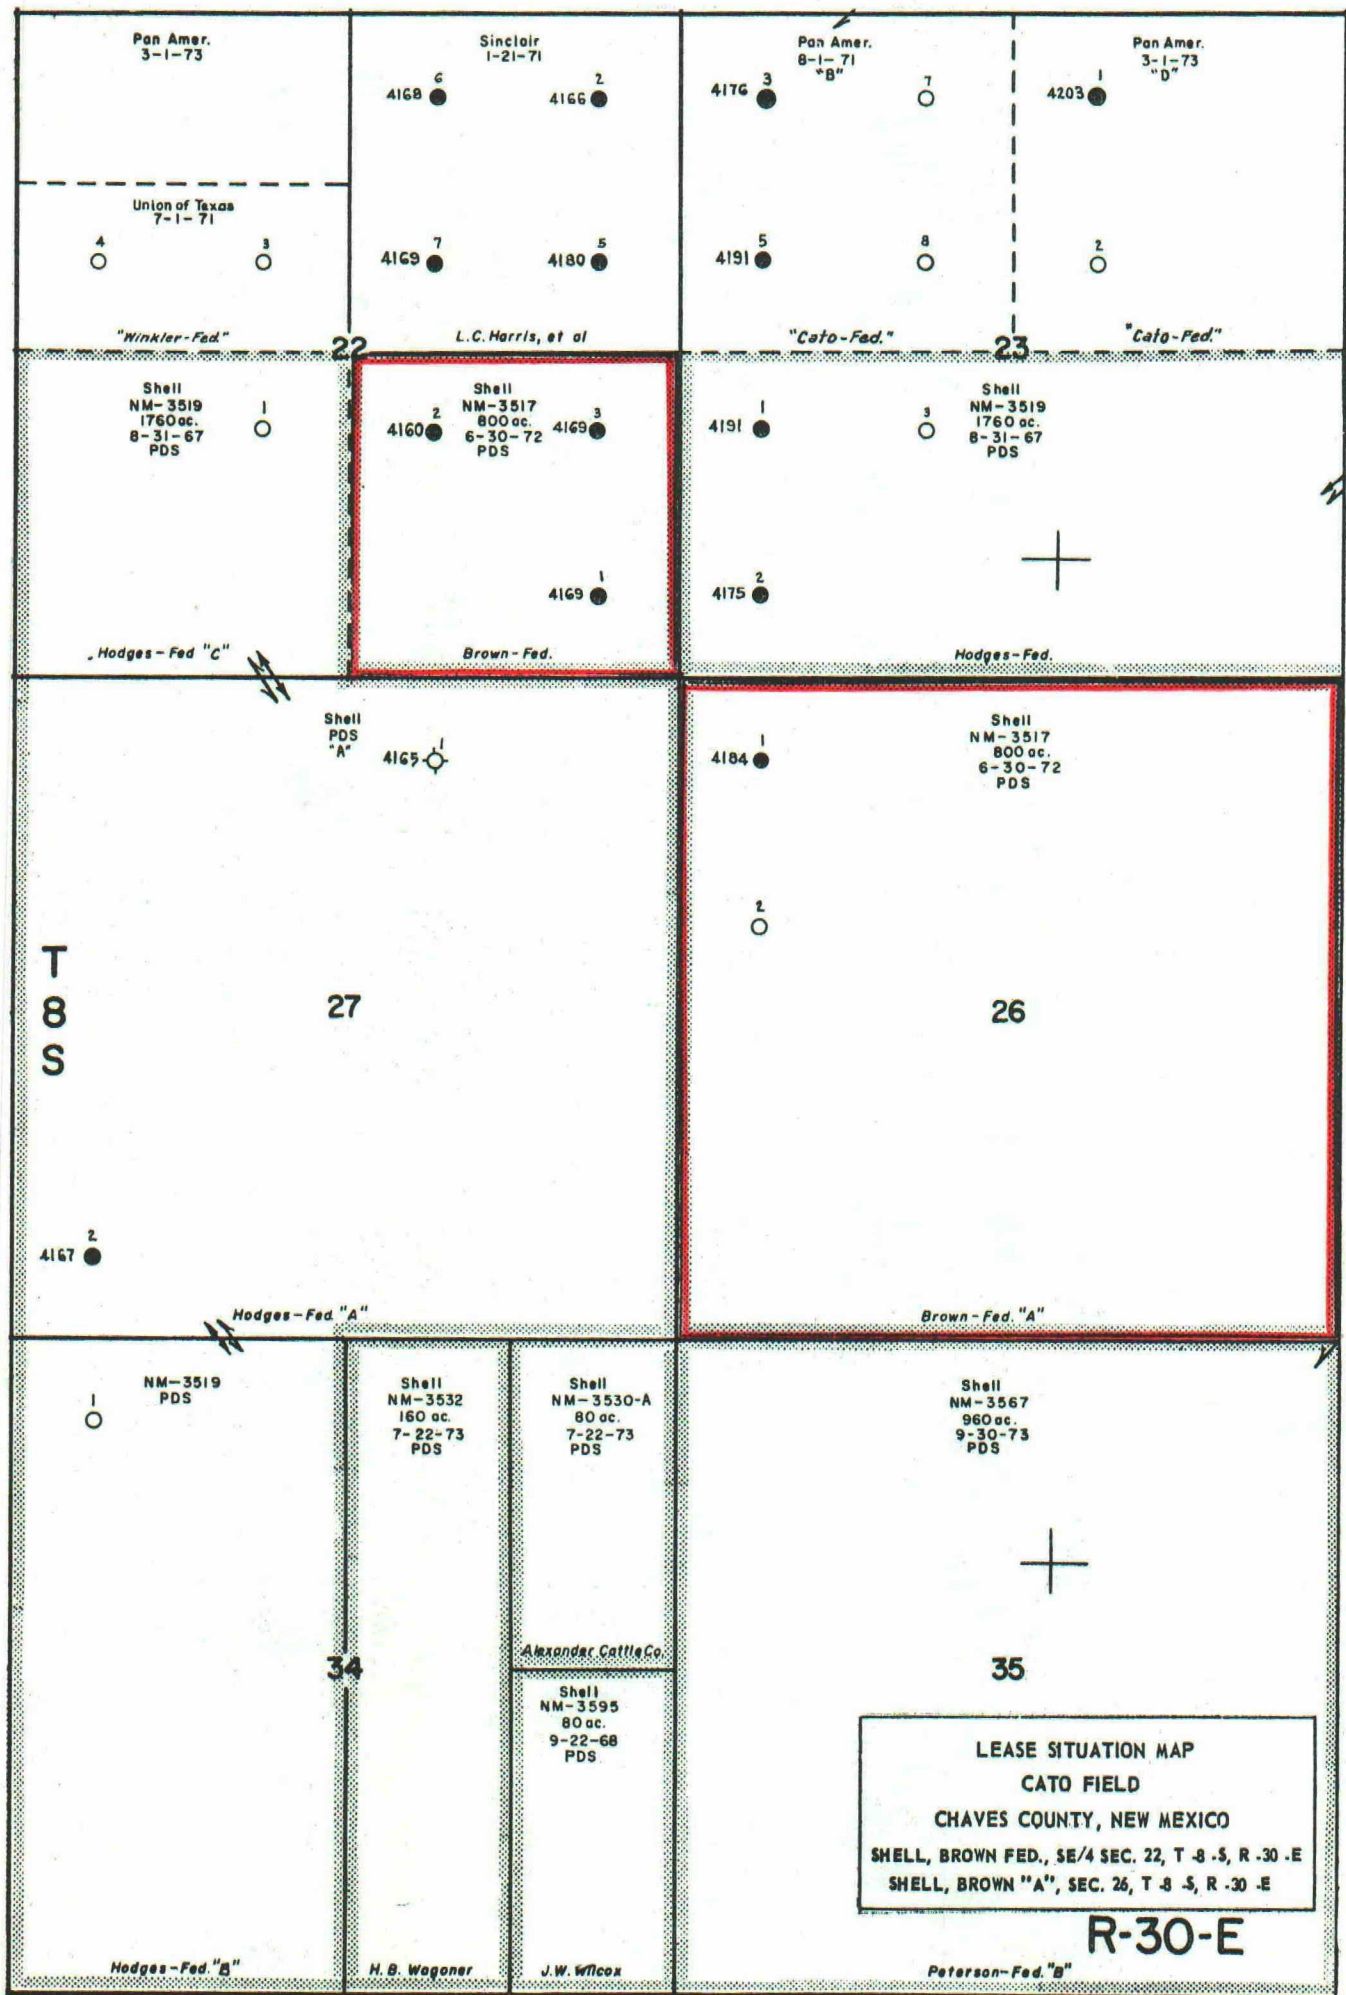 Pan Amer.
3-1-73
Union of Texas
7-1-71
4
3
"Winkler-Fed."
Sinclair
1-21-71
6
4168
2
4166
7
4169
5
4180
L.C. Harris, et al
22
Pan Amer.
8-1-71
"B"
3
4176
7
5
4191
8
"Cato-Fed."
Pan Amer.
3-1-73
"D"
1
4203
2
"Cato-Fed."
23
Shell
NM-3519
1760 ac.
8-31-67
PDS
1
Hodges-Fed "C"
Shell
NM-3517
800 ac.
6-30-72
PDS
2
4160
3
4169
1
4169
Brown-Fed.
Shell
NM-3519
1760 ac.
8-31-67
PDS
1
4191
3
2
4175
Hodges-Fed.
Shell
PDS
"A"
1
4165
T
8
S
27
2
4167
Hodges-Fed. "A"
Shell
NM-3517
800 ac.
6-30-72
PDS
1
4184
2
26
Brown-Fed. "A"
NM-3519
PDS
1
Hodges-Fed. "B"
34
Shell
NM-3532
160 ac.
7-22-73
PDS
H. B. Wagoner
Shell
NM-3530-A
80 ac.
7-22-73
PDS
Alexander Cattle Co.
Shell
NM-3595
80 ac.
9-22-68
PDS
J.W. Wilcox
Shell
NM-3567
960 ac.
9-30-73
PDS
35
LEASE SITUATION MAP
CATO FIELD
CHAVES COUNTY, NEW MEXICO
SHELL, BROWN FED., SE/4 SEC. 22, T-8-S, R-30-E
SHELL, BROWN "A", SEC. 26, T-8-S, R-30-E
R-30-E
Peterson-Fed. "B"